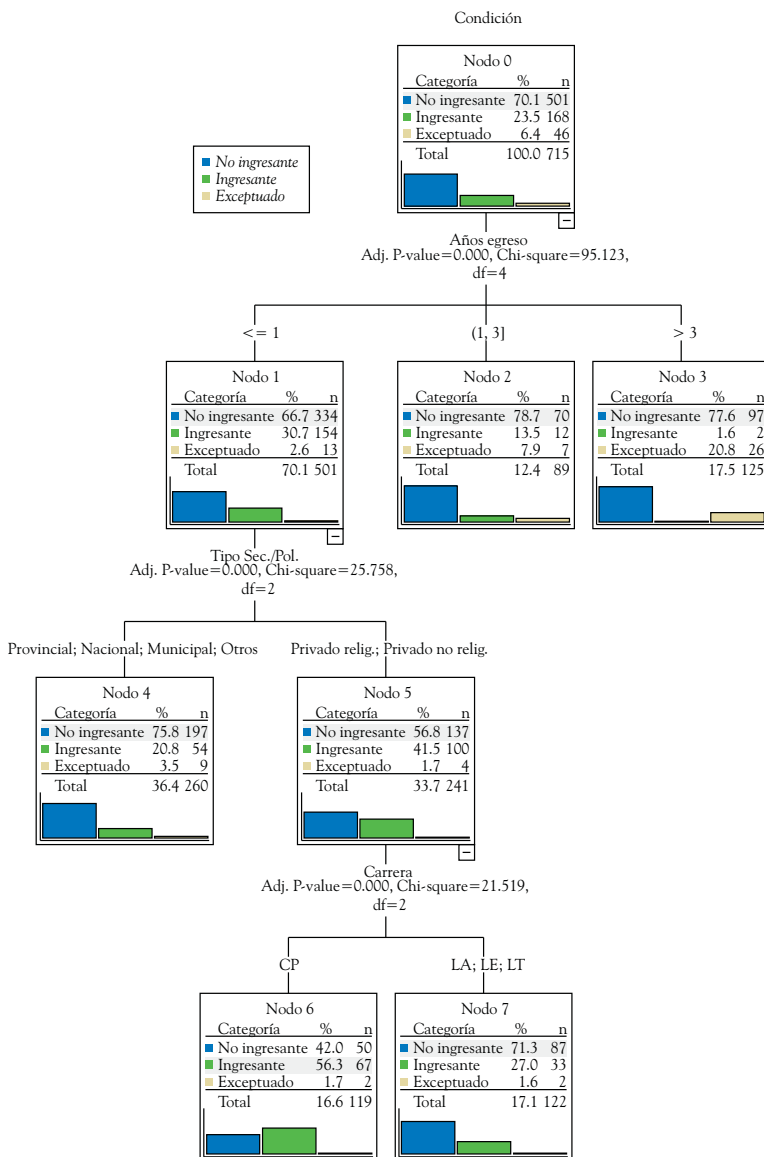 Condición
Nodo 0
Categoría % n
No ingresante 70.1 501
Ingresante 23.5 168
Exceptuado 6.4 46
Total 100.0 715
No ingresante
Ingresante
Exceptuado
Años egreso
Adj. P-value=0.000, Chi-square=95.123,
df=4
<= 1
(1, 3]
> 3
Nodo 1
Categoría % n
No ingresante 66.7 334
Ingresante 30.7 154
Exceptuado 2.6 13
Total 70.1 501
Nodo 2
Categoría % n
No ingresante 78.7 70
Ingresante 13.5 12
Exceptuado 7.9 7
Total 12.4 89
Nodo 3
Categoría % n
No ingresante 77.6 97
Ingresante 1.6 2
Exceptuado 20.8 26
Total 17.5 125
Tipo Sec./Pol.
Adj. P-value=0.000, Chi-square=25.758,
df=2
Provincial; Nacional; Municipal; Otros
Privado relig.; Privado no relig.
Nodo 4
Categoría % n
No ingresante 75.8 197
Ingresante 20.8 54
Exceptuado 3.5 9
Total 36.4 260
Nodo 5
Categoría % n
No ingresante 56.8 137
Ingresante 41.5 100
Exceptuado 1.7 4
Total 33.7 241
Carrera
Adj. P-value=0.000, Chi-square=21.519,
df=2
CP
LA; LE; LT
Nodo 6
Categoría % n
No ingresante 42.0 50
Ingresante 56.3 67
Exceptuado 1.7 2
Total 16.6 119
Nodo 7
Categoría % n
No ingresante 71.3 87
Ingresante 27.0 33
Exceptuado 1.6 2
Total 17.1 122